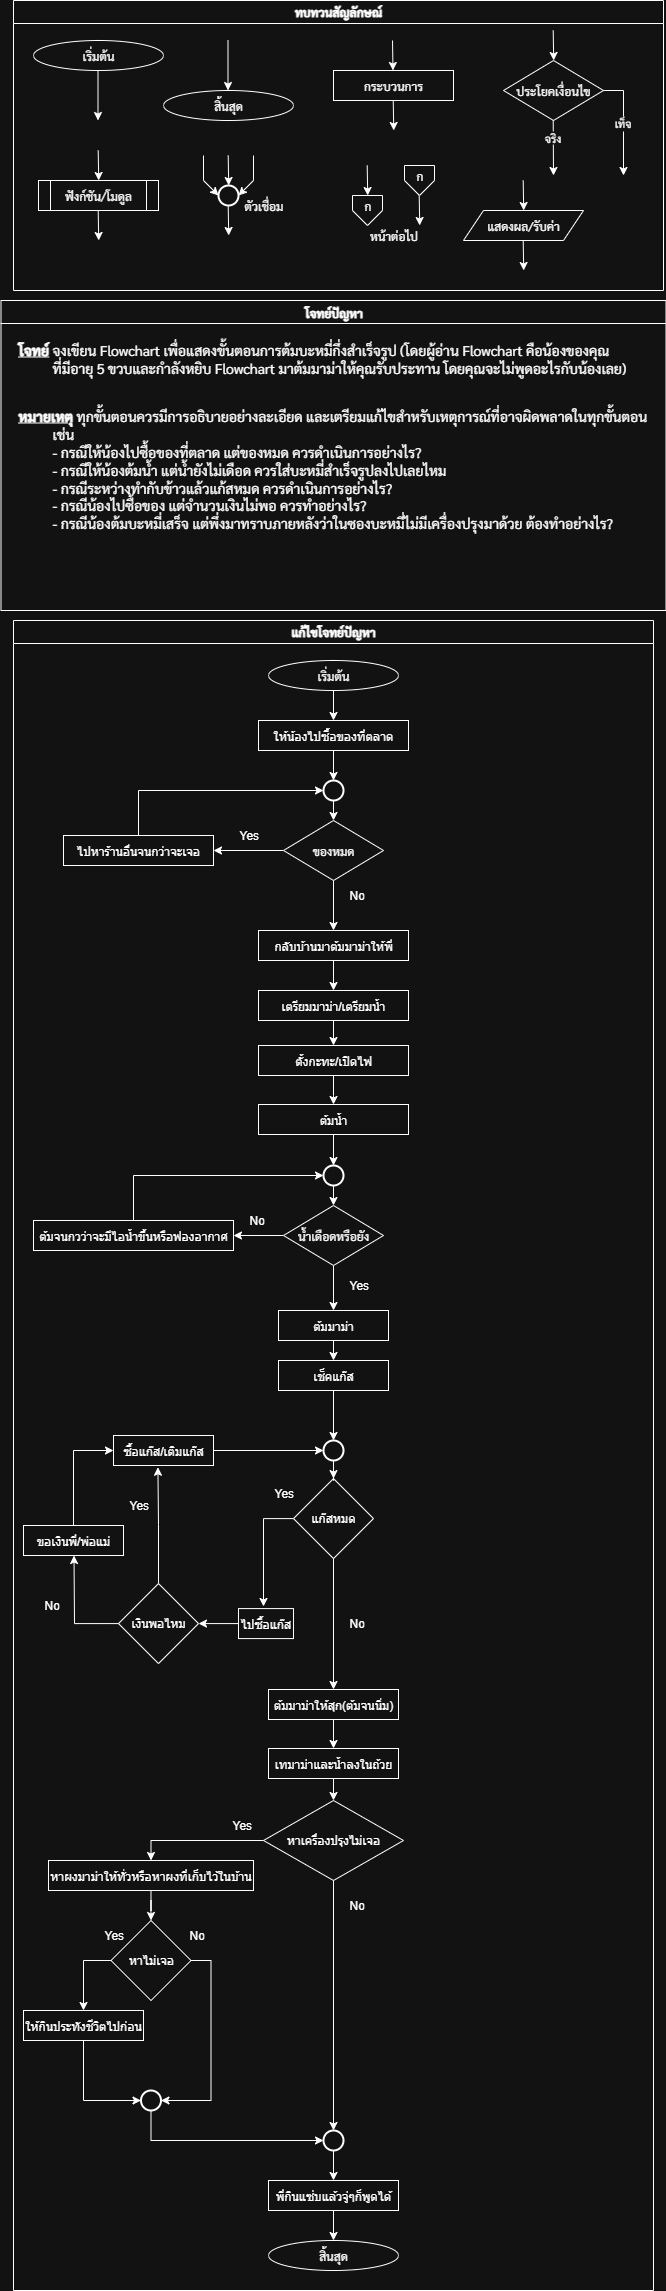 ทบทวนสัญลักษณ์
เริ่มต้น
สิ้นสุด
กระบวนการ
ประโยคเงื่อนไข
เท็จ
จริง
ฟังก์ชัน/โมดูล
ตัวเชื่อม
ก
ก
หน้าต่อไป
แสดงผล/รับค่า
โจทย์ปัญหา
โจทย์ จงเขียน Flowchart เพื่อแสดงขั้นตอนการต้มบะหมี่กึ่งสำเร็จรูป (โดยผู้อ่าน Flowchart คือน้องของคุณ
ที่มีอายุ 5 ขวบและกำลังหยิบ Flowchart มาต้มมาม่าให้คุณรับประทาน โดยคุณจะไม่พูดอะไรกับน้องเลย)
หมายเหตุ ทุกขั้นตอนควรมีการอธิบายอย่างละเอียด และเตรียมแก้ไขสำหรับเหตุการณ์ที่อาจผิดพลาดในทุกขั้นตอน
เช่น
- กรณีให้น้องไปซื้อของที่ตลาด แต่ของหมด ควรดำเนินการอย่างไร?
- กรณีให้น้องต้มน้ำ แต่น้ำยังไม่เดือด ควรใส่บะหมี่สำเร็จรูปลงไปเลยไหม
- กรณีระหว่างทำกับข้าวแล้วแก๊สหมด ควรดำเนินการอย่างไร?
- กรณีน้องไปซื้อของ แต่จำนวนเงินไม่พอ ควรทำอย่างไร?
- กรณีน้องต้มบะหมี่เสร็จ แต่พึ่งมาทราบภายหลังว่าในซองบะหมี่ไม่มีเครื่องปรุงมาด้วย ต้องทำอย่างไร?
แก้ไขโจทย์ปัญหา
เริ่มต้น
ให้น้องไปซื้อของที่ตลาด
Yes
ไปหาร้านอื่นจนกว่าจะเจอ
ของหมด
No
กลับบ้านมาต้มมาม่าให้พี่
เตรียมมาม่า/เตรียมน้ำ
ตั้งกะทะ/เปิดไฟ
ต้มน้ำ
No
ต้มจนกวว่าจะมีไอน้ำขึ้นหรือฟองอากาศ
น้ำเดือดหรือยัง
Yes
ต้มมาม่า
เช็คแก๊ส
ซื้อแก๊ส/เติมแก๊ส
Yes
Yes
แก๊สหมด
ขอเงินพี่/พ่อแม่
No
เงินพอไหม
ไปซื้อแก๊ส
No
ต้มมาม่าให้สุก(ต้มจนนิ่ม)
เทมาม่าและน้ำลงในถ้วย
Yes
หาเครื่องปรุงไม่เจอ
หาผงมาม่าให้ทั่วหรือหาผงที่เก็บไว้ในบ้าน
No
Yes
No
หาไม่เจอ
ให้กินประทังชีวิตไปก่อน
พี่กินแซ่บแล้วจู่ๆก็พูดได้
สิ้นสุด